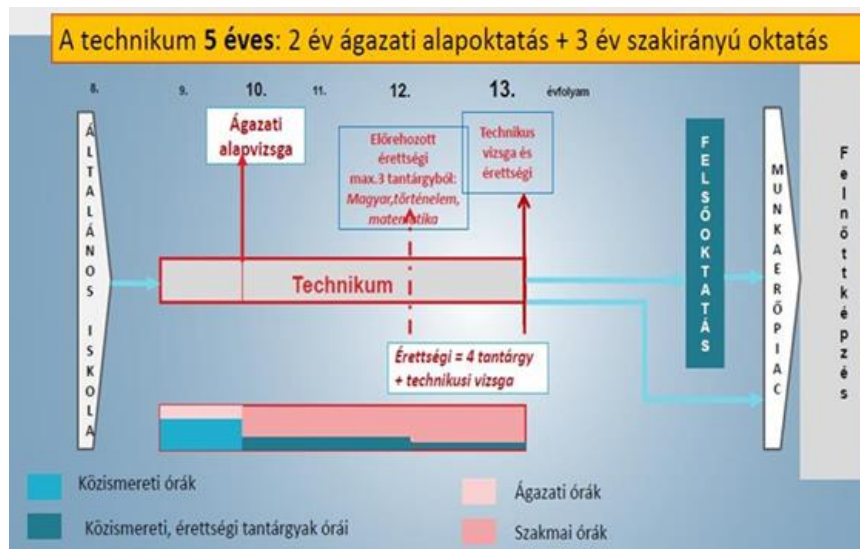 A technikum 5 éves: 2 év ágazati alapoktatás + 3 év szakirányú oktatás
8. 9. 10. 11. 12. 13. évfolyam
ÁLTALÁNOS ISKOLA
Ágazati
alapvizsga
Előrehozott
érettségi
max.3 tantárgyból:
Magyar,történelem,
matematika
Technikus
vizsga és
érettségi
Technikum
Érettségi = 4 tantárgy
+ technikusi vizsga
FELSŐOKTATÁS
MUNKAERŐPIAC
Felnőttképzés
Közismereti órák
Közismereti, érettségi tantárgyak órái
Ágazati órák
Szakmai órák